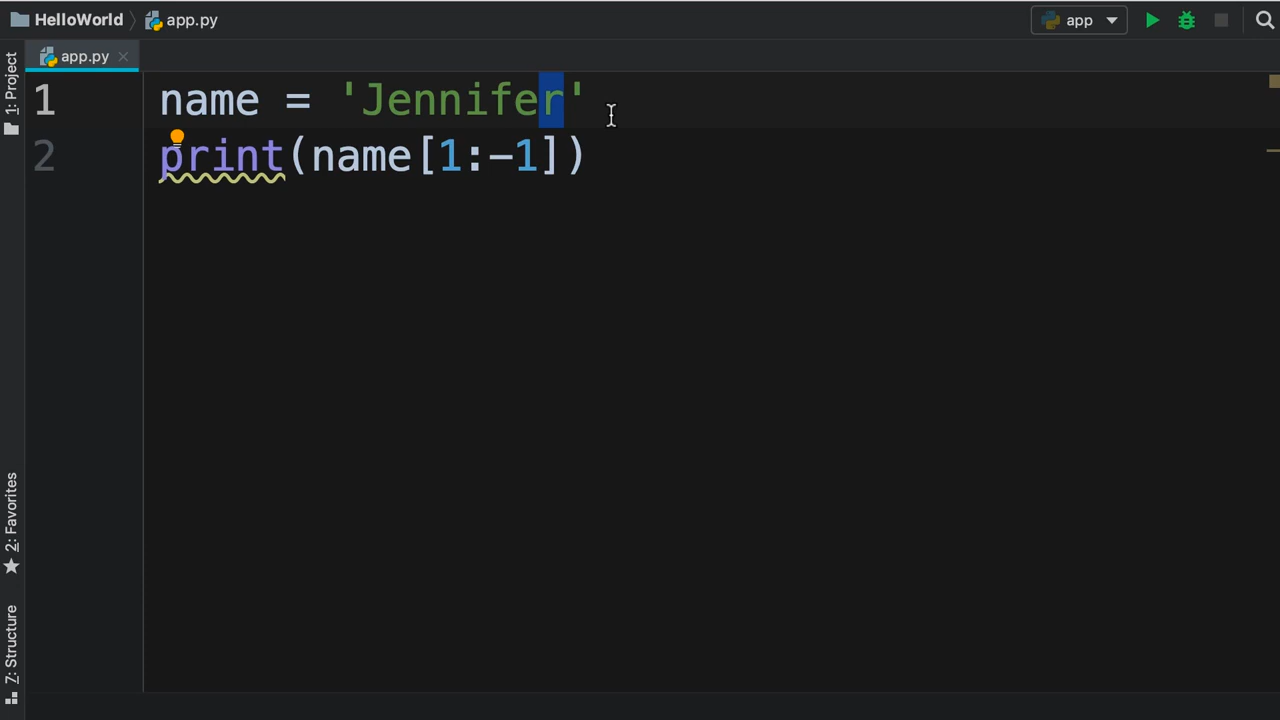 HelloWorld app.py app
app.py
1: Project
1 name = 'Jennifer'
2 print(name[1:-1])
2: Favorites
7: Structure